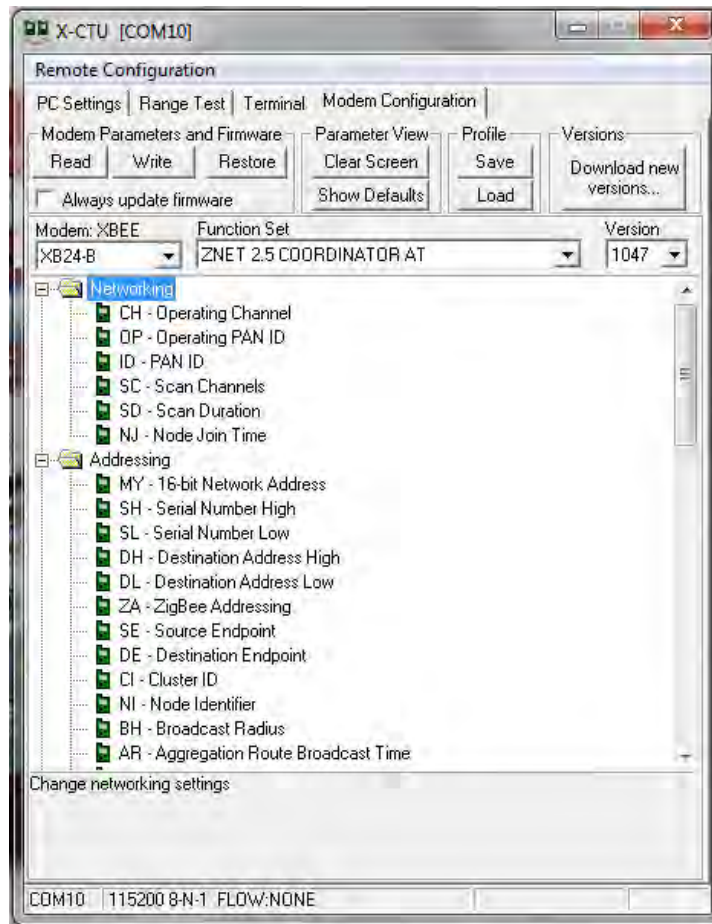 X-CTU [COM10]
Remote Configuration
PC Settings Range Test Terminal Modem Configuration
Modem Parameters and Firmware Parameter View Profile Versions
Read Write Restore Clear Screen Save Download new versions...
Always update firmware Show Defaults Load
Modem: XBEE Function Set Version
XB24-B ZNET 2.5 COORDINATOR AT 1047
Networking
CH - Operating Channel
OP - Operating PAN ID
ID - PAN ID
SC - Scan Channels
SD - Scan Duration
NJ - Node Join Time
Addressing
MY - 16-bit Network Address
SH - Serial Number High
SL - Serial Number Low
DH - Destination Address High
DL - Destination Address Low
ZA - ZigBee Addressing
SE - Source Endpoint
DE - Destination Endpoint
CI - Cluster ID
NI - Node Identifier
BH - Broadcast Radius
AR - Aggregation Route Broadcast Time
Change networking settings
COM10 115200 8-N-1 FLOW:NONE